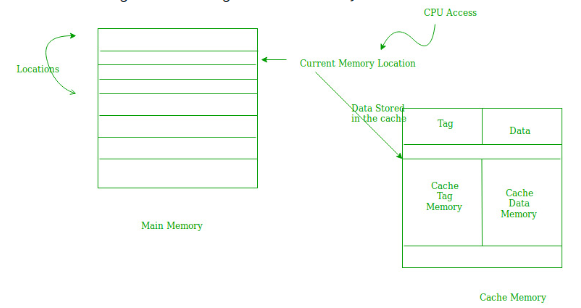 CPU Access
Locations
Current Memory Location
Data Stored
in the cache
Tag
Data
Cache
Tag
Memory
Cache
Data
Memory
Main Memory
Cache Memory